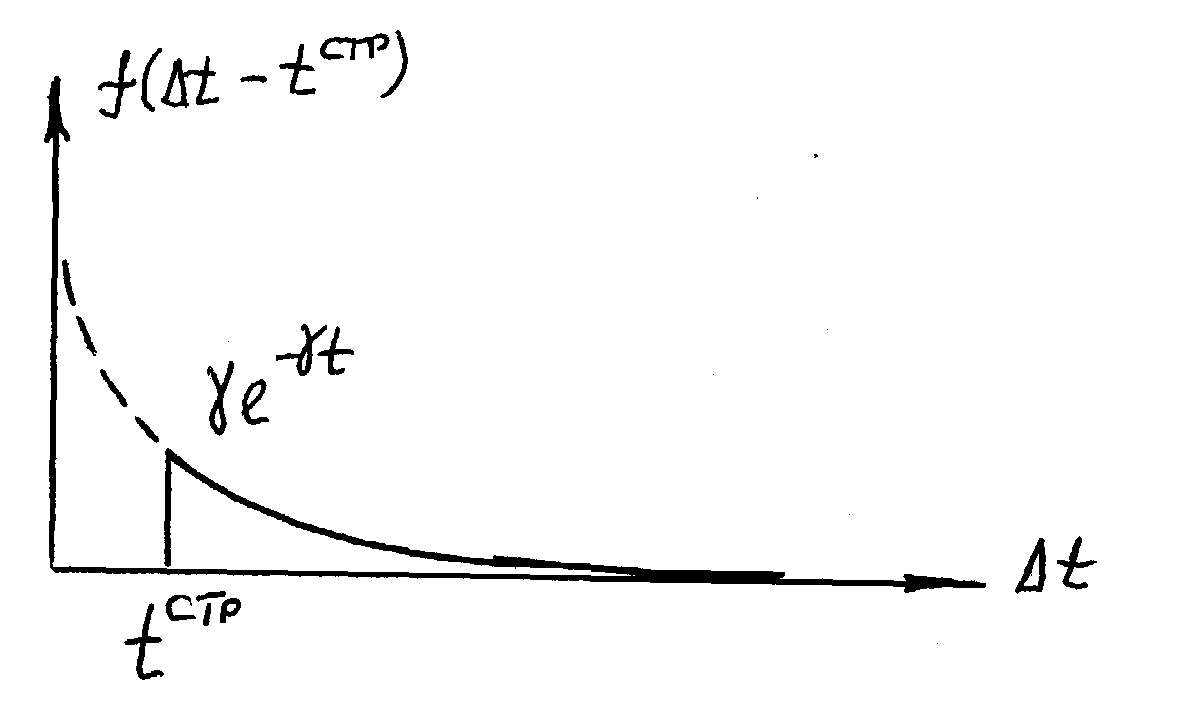 f(Δt - t^стр)
γe^-γt
Δt
t^стр